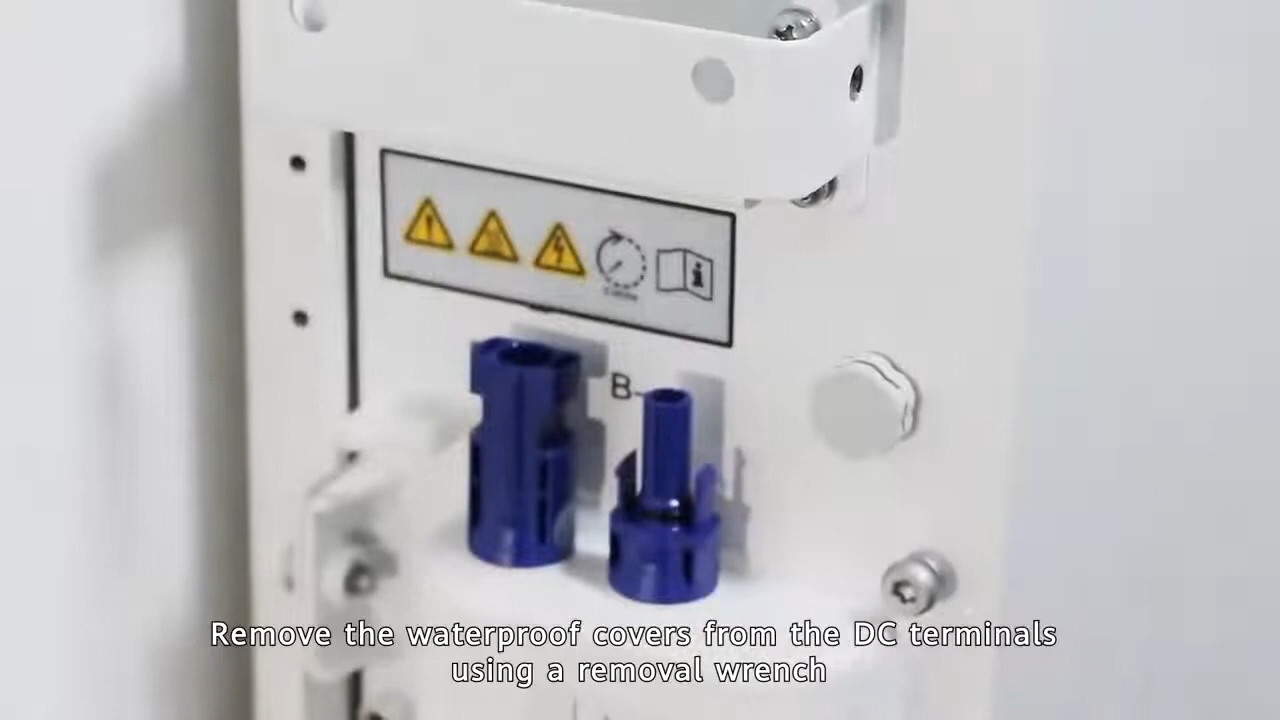 B-
Remove the waterproof covers from the DC terminals
using a removal wrench